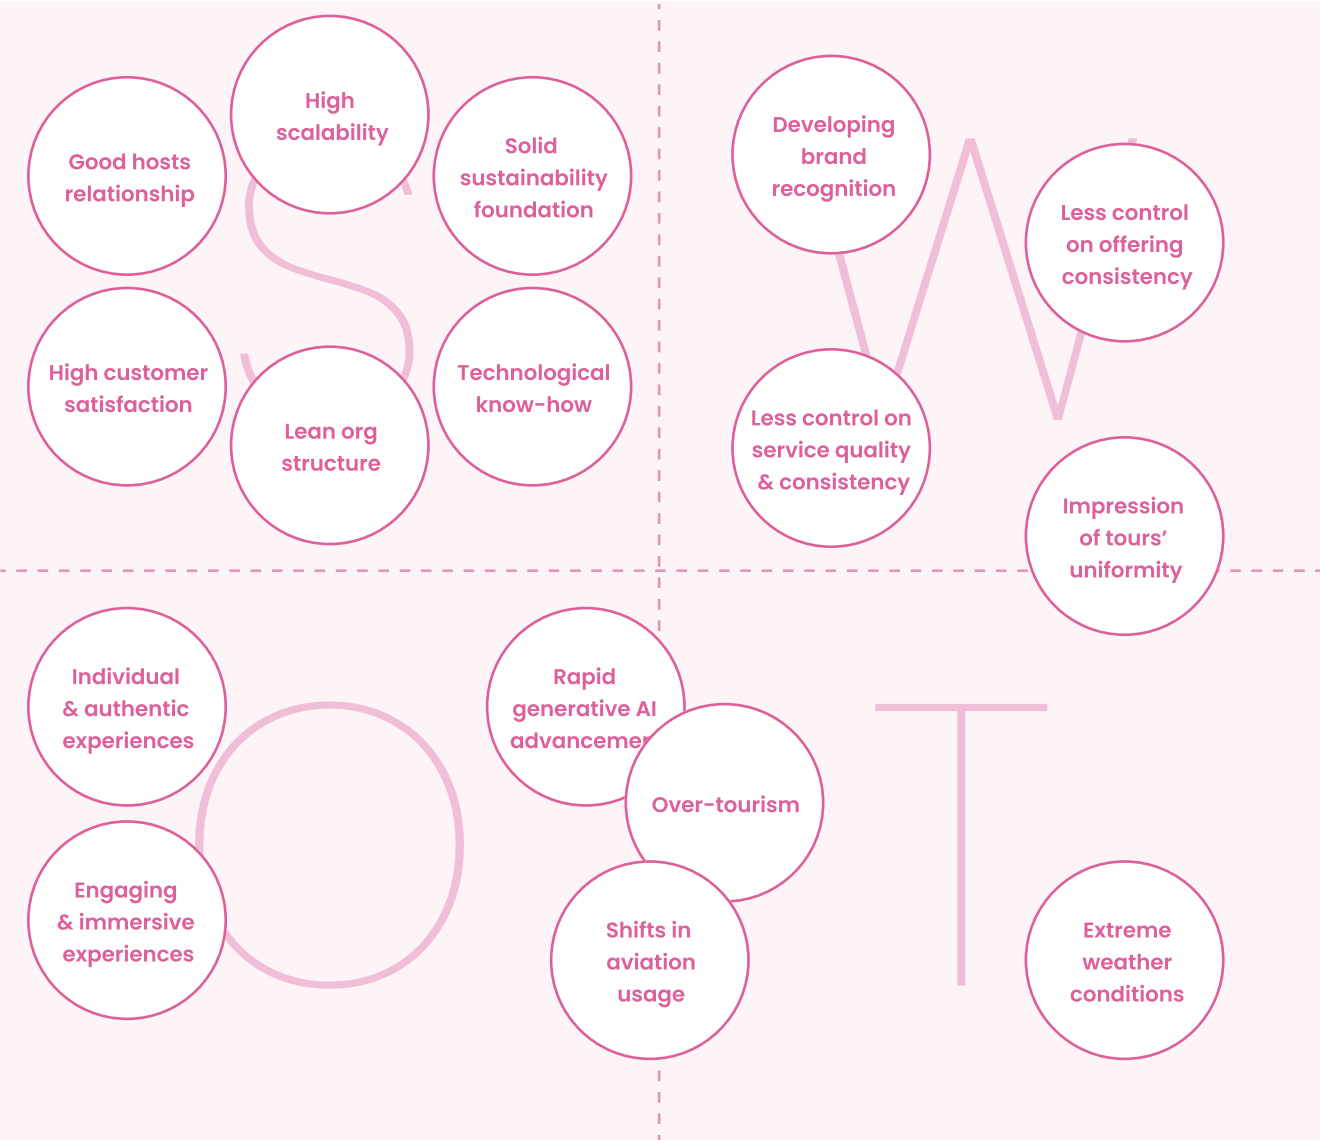 High
scalability
Good hosts
relationship
Solid
sustainability
foundation
S
High customer
satisfaction
Lean org
structure
Technological
know-how
Developing
brand
recognition
W
Less control
on offering
consistency
Less control on
service quality
& consistency
Impression
of tours’
uniformity
Individual
& authentic
experiences
O
Engaging
& immersive
experiences
Rapid
generative AI
Over-tourism
Shifts in
aviation
usage
T
Extreme
weather
conditions